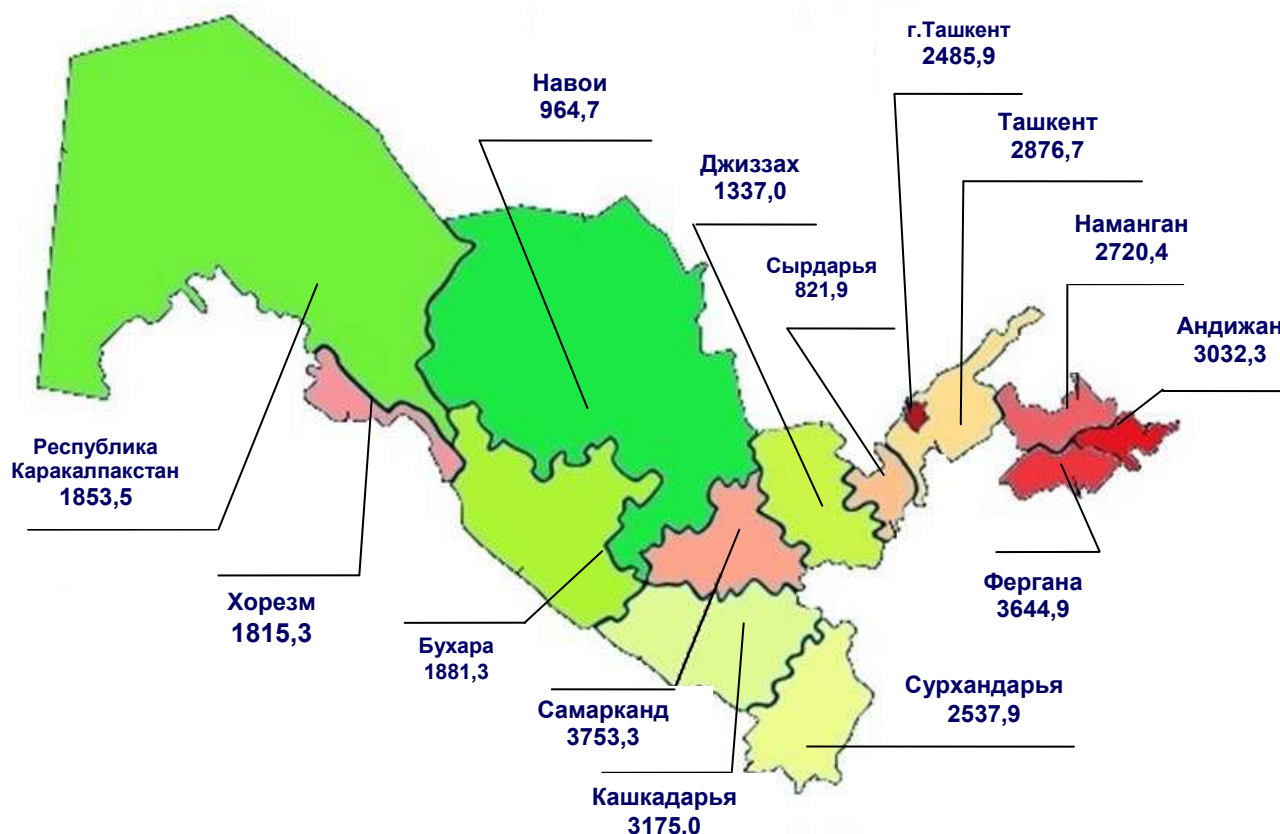 г.Ташкент
2485,9
Навои
964,7
Ташкент
2876,7
Джиззах
1337,0
Наманган
2720,4
Сырдарья
821,9
Андижан
3032,3
Республика
Каракалпакстан
1853,5
Хорезм
1815,3
Бухара
1881,3
Фергана
3644,9
Самарканд
3753,3
Сурхандарья
2537,9
Кашкадарья
3175,0